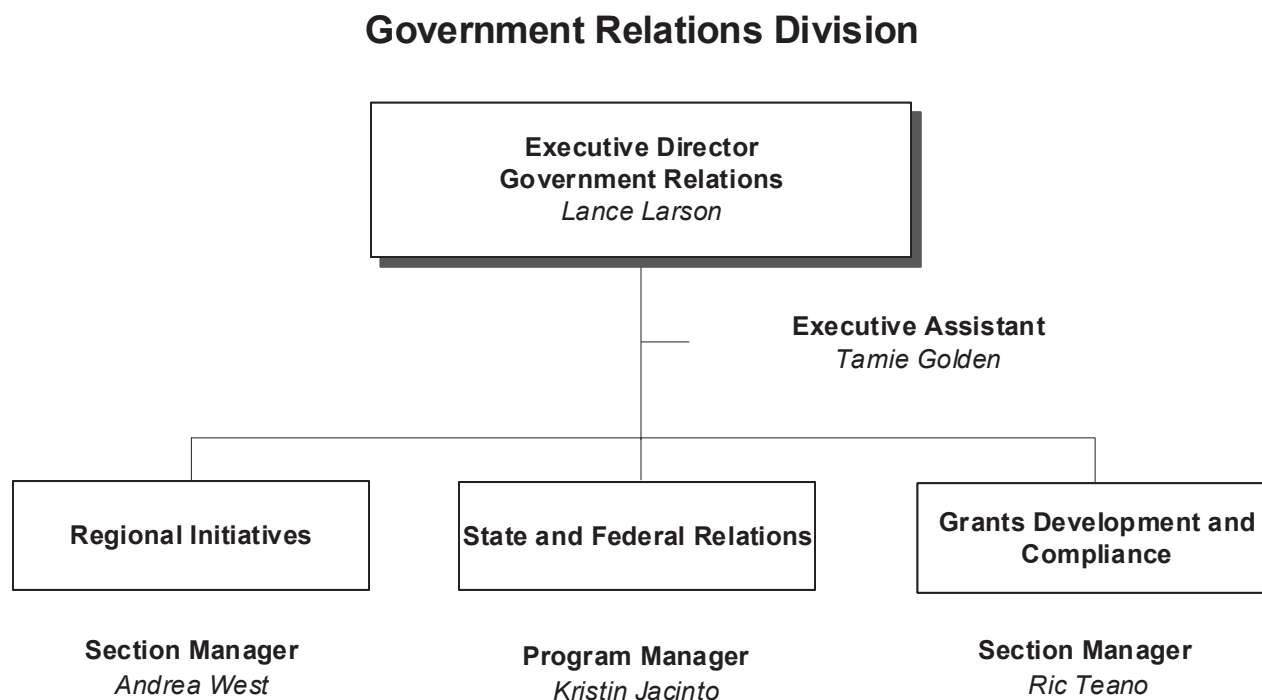 Government Relations Division
Executive Director
Government Relations
Lance Larson
Executive Assistant
Tamie Golden
Regional Initiatives
State and Federal Relations
Grants Development and
Compliance
Section Manager
Andrea West
Program Manager
Kristin Jacinto
Section Manager
Ric Teano